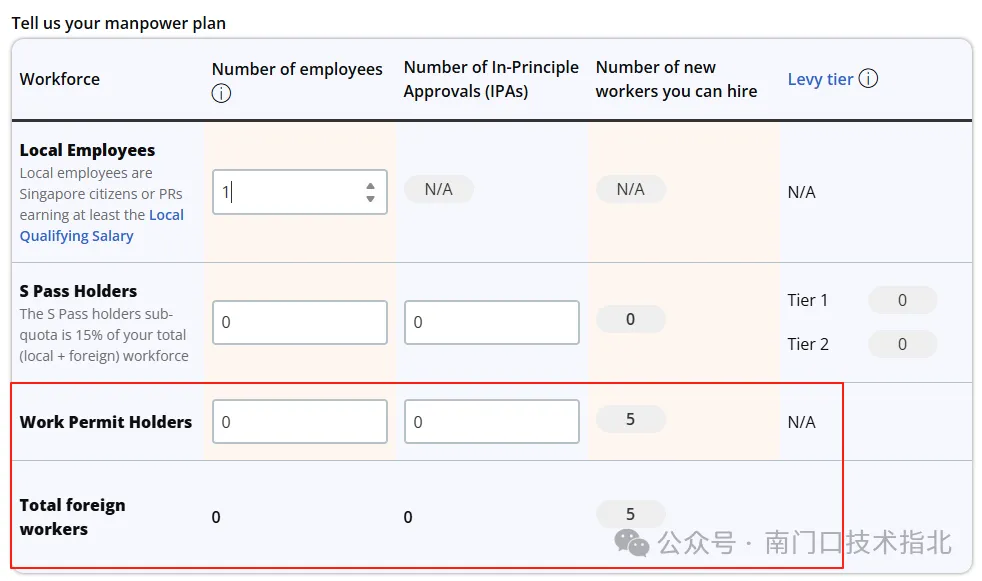 Tell us your manpower plan
Workforce
Number of employees
Number of In-Principle
Approvals (IPAs)
Number of new
workers you can hire
Levy tier
Local Employees
Local employees are
Singapore citizens or PRs
earning at least the Local
Qualifying Salary
1
N/A
N/A
N/A
S Pass Holders
The S Pass holders sub-
quota is 15% of your total
(local + foreign) workforce
0
0
0
Tier 1 0
Tier 2 0
Work Permit Holders
0
0
5
N/A
Total foreign
workers
0
0
5
公众号 · 南门口技术指北